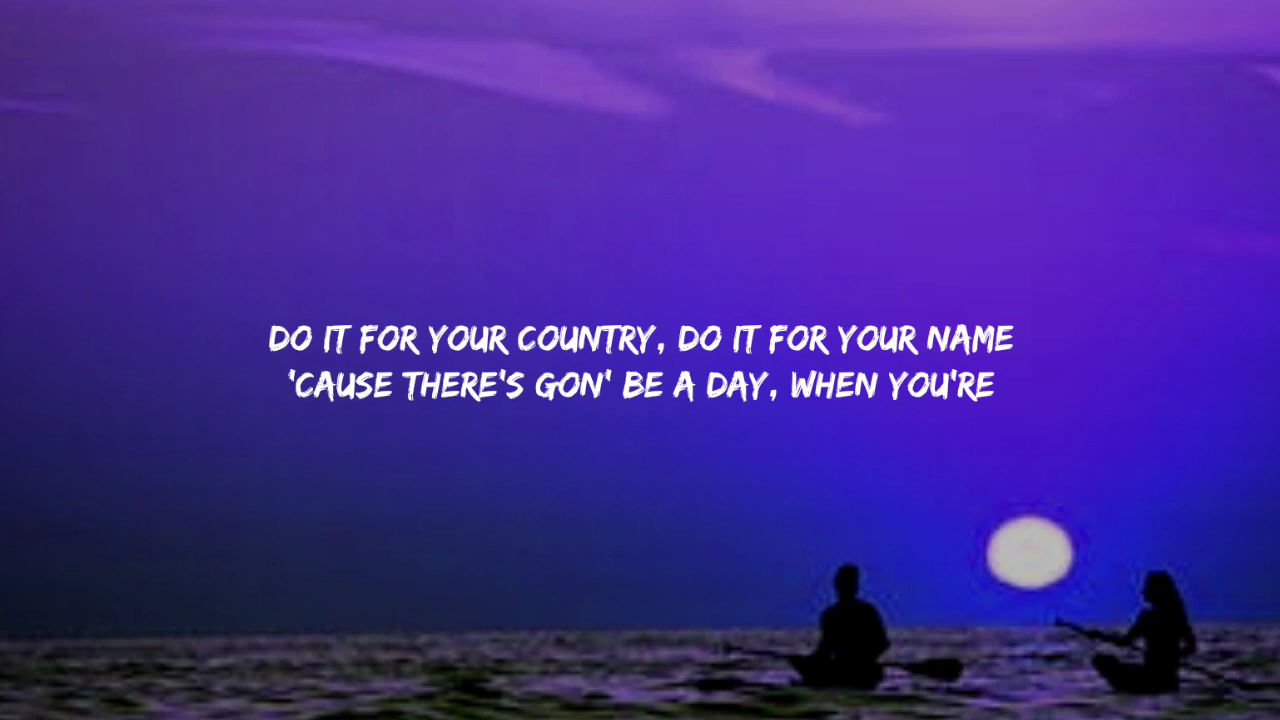 DO IT FOR YOUR COUNTRY, DO IT FOR YOUR NAME
'CAUSE THERE'S GON' BE A DAY, WHEN YOU'RE